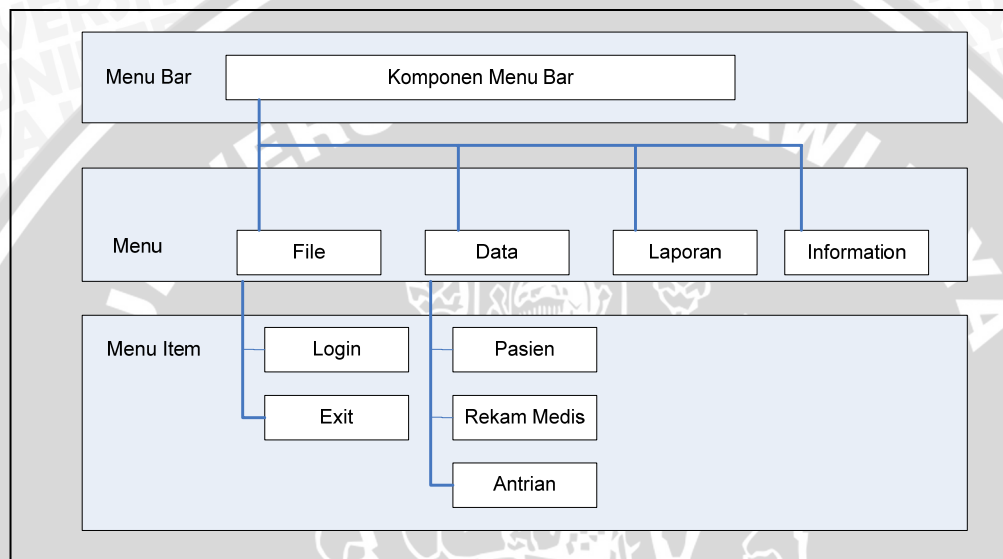 Menu Bar
Komponen Menu Bar
Menu
File
Data
Laporan
Information
Menu Item
Login
Pasien
Exit
Rekam Medis
Antrian